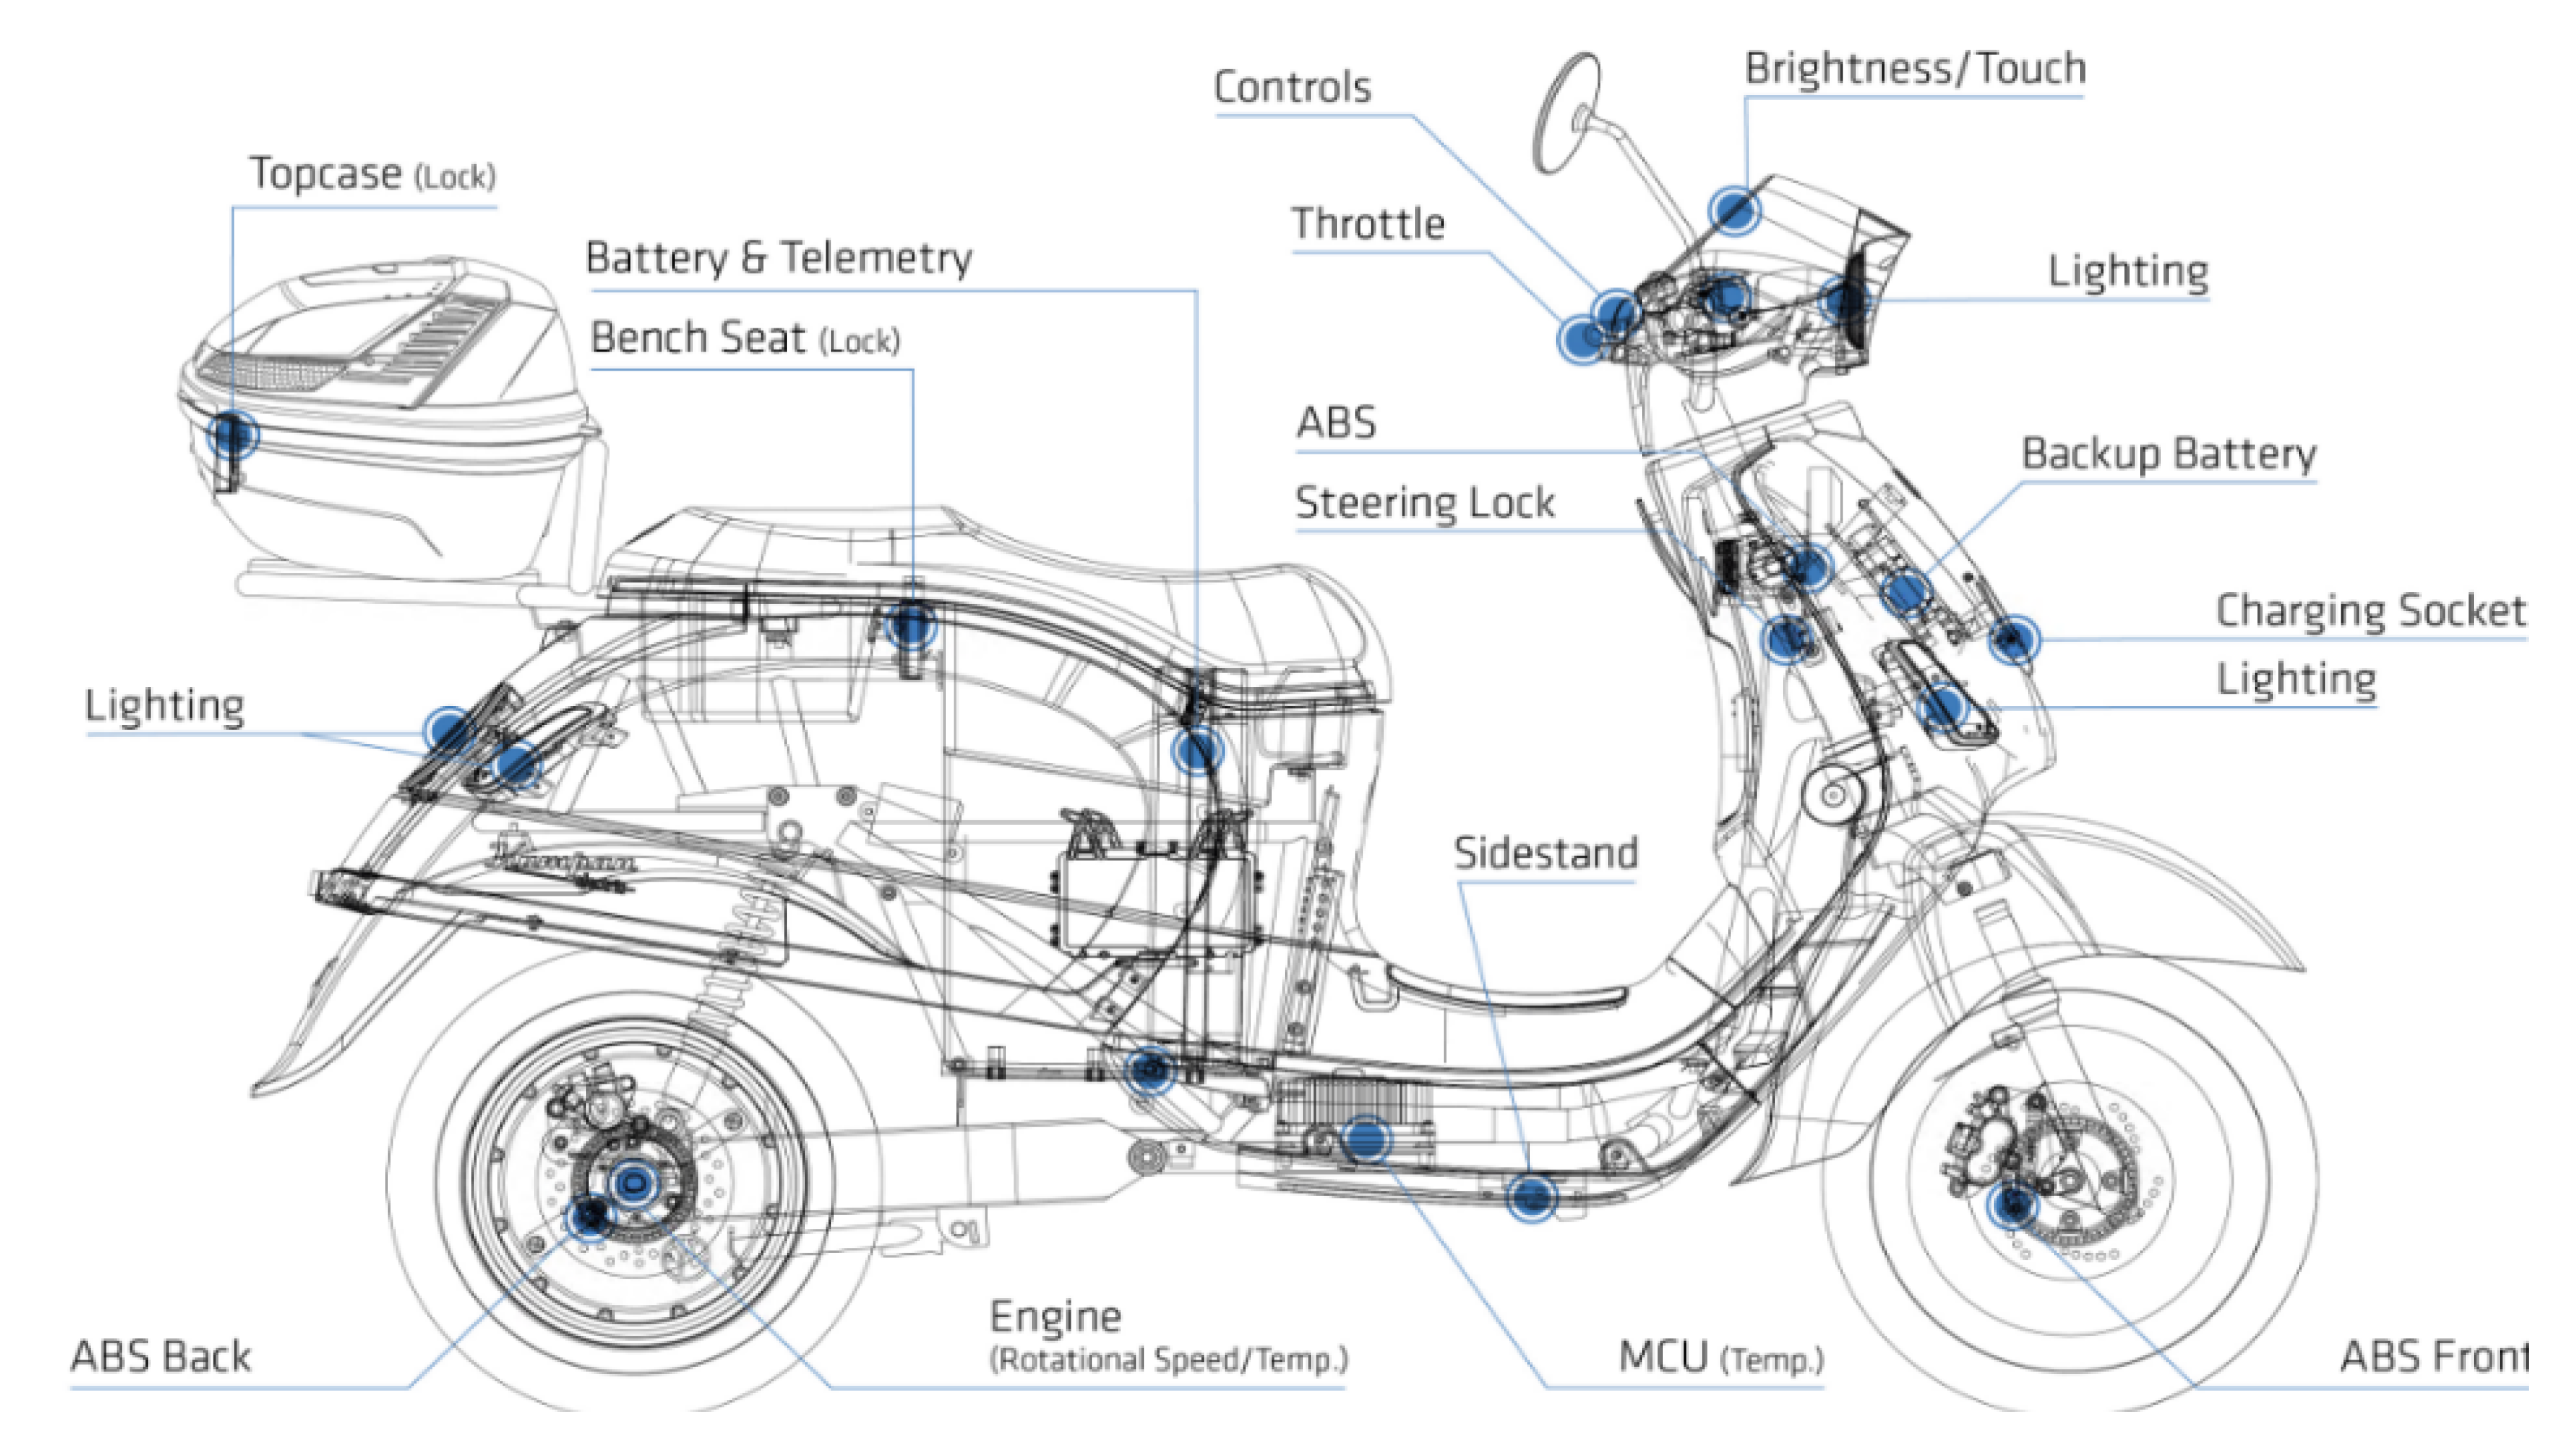 Brightness/Touch
Controls
Topcase (Lock)
Throttle
Battery & Telemetry
Lighting
Bench Seat (Lock)
ABS
Backup Battery
Steering Lock
Charging Socket
Lighting
Lighting
Sidestand
Kumpan
Engine
(Rotational Speed/Temp.)
ABS Back
MCU (Temp.)
ABS Front